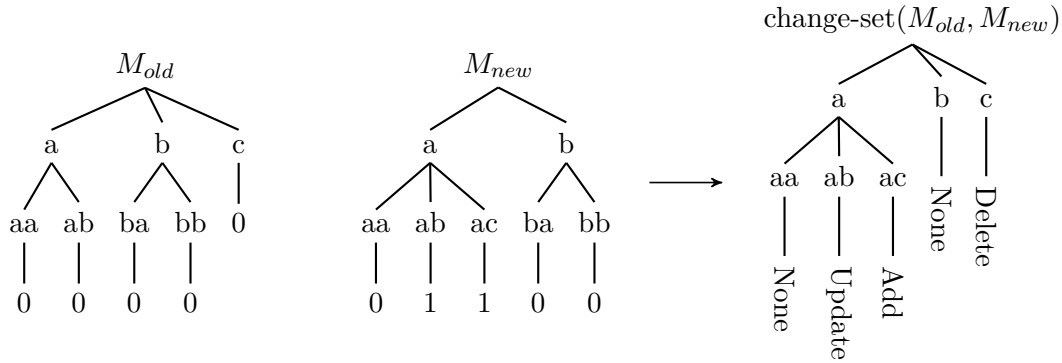 change-set(M_old, M_new)
M_old M_new
a b c
a b
a b c
aa ab ba bb 0
aa ab ac ba bb
aa ab ac None Delete
0 0 0 0
0 1 1 0 0
None Update Add